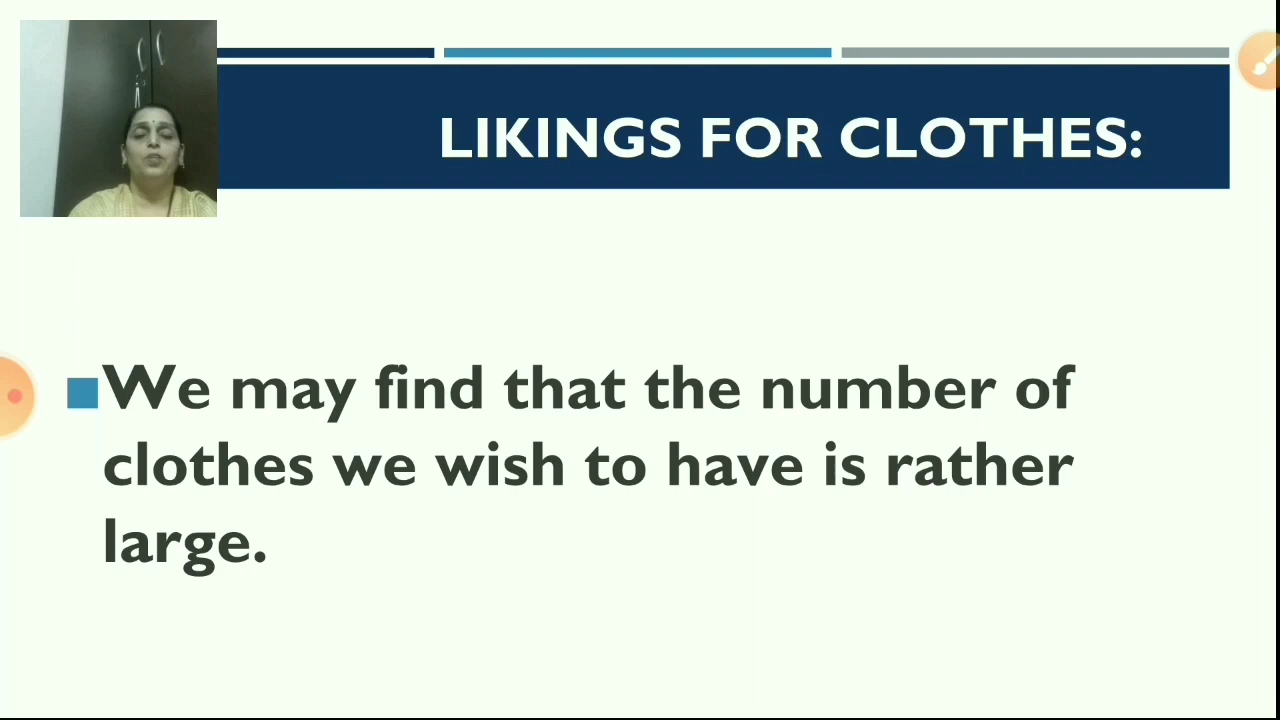 LIKINGS FOR CLOTHES:
We may find that the number of
clothes we wish to have is rather
large.